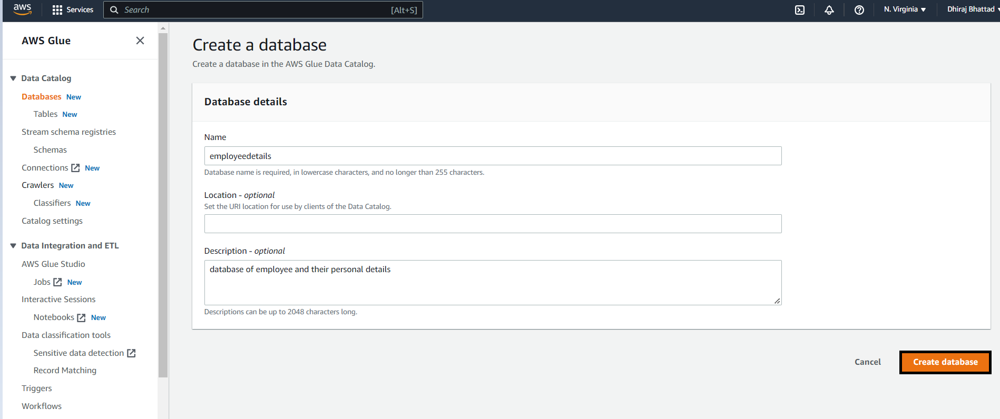 aws Services Search [Alt+S] N. Virginia Dhiraj Bhattad
AWS Glue
Data Catalog
Databases New
Tables New
Stream schema registries
Schemas
Connections New
Crawlers New
Classifiers New
Catalog settings
Data Integration and ETL
AWS Glue Studio
Jobs New
Interactive Sessions
Notebooks New
Data classification tools
Sensitive data detection
Record Matching
Triggers
Workflows
Create a database
Create a database in the AWS Glue Data Catalog.
Database details
Name
employeedetails
Database name is required, in lowercase characters, and no longer than 255 characters.
Location - optional
Set the URI location for use by clients of the Data Catalog.
Description - optional
database of employee and their personal details
Descriptions can be up to 2048 characters long.
Cancel Create database